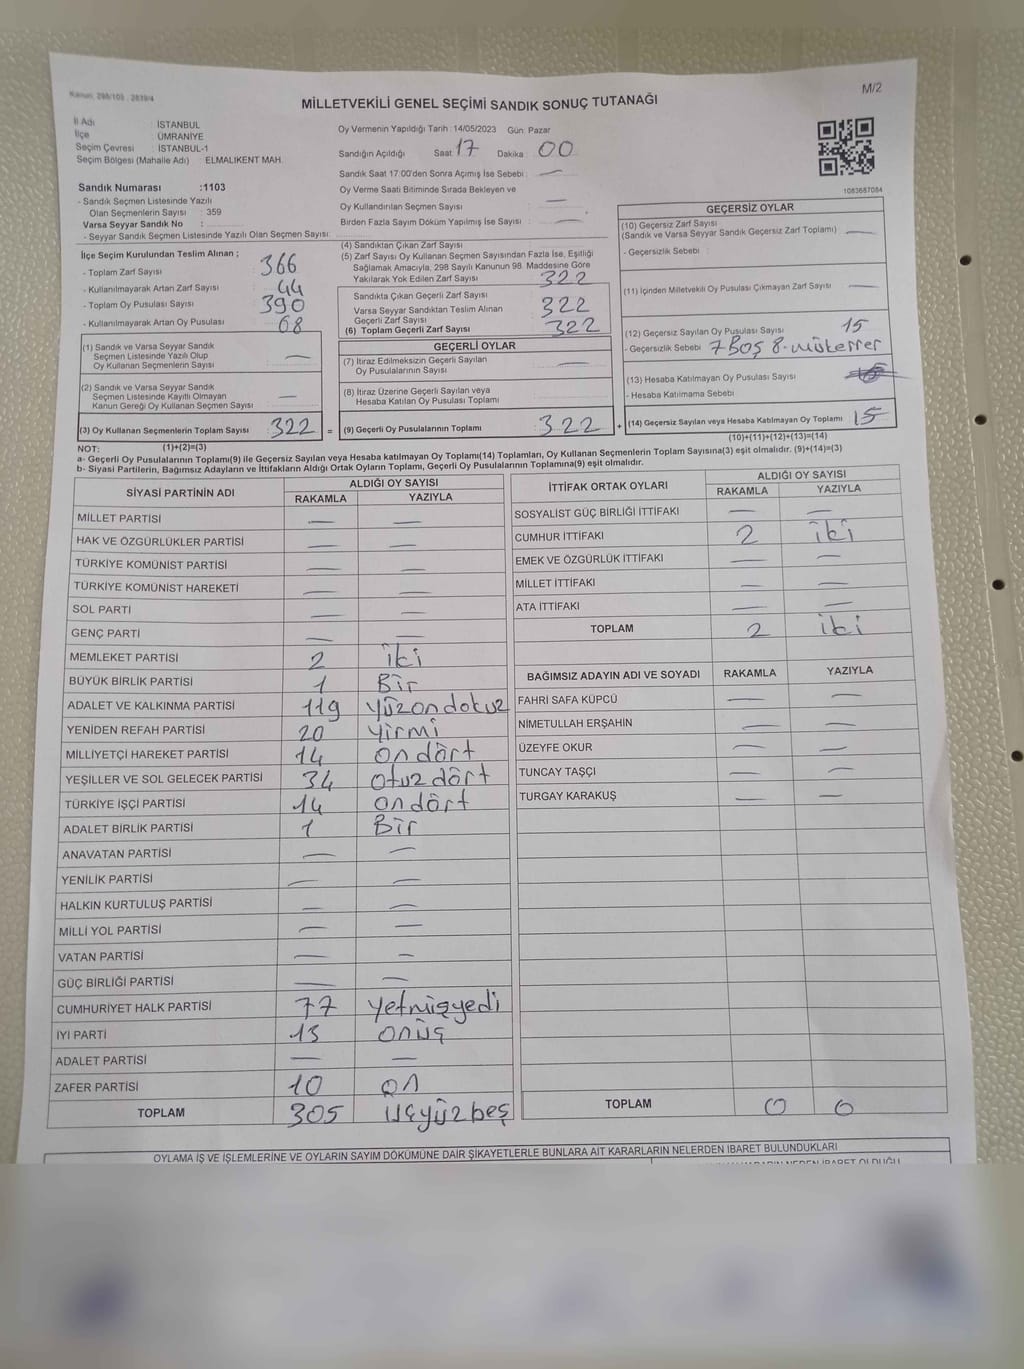 Kanun: 298/105 , 2839/4
M/2
MİLLETVEKİLİ GENEL SEÇİMİ SANDIK SONUÇ TUTANAĞI
İl Adı : İSTANBUL
İlçe : ÜMRANİYE
Seçim Çevresi : İSTANBUL-1
Seçim Bölgesi (Mahalle Adı) : ELMALIKENT MAH.
Oy Vermenin Yapıldığı Tarih :14/05/2023 Gün: Pazar
Sandığın Açıldığı Saat: 17 Dakika: 00
Sandık Saat 17:00'den Sonra Açımış İse Sebebi : —
Oy Verme Saati Bitiminde Sırada Bekleyen ve
Oy Kullandırılan Seçmen Sayısı —
Birden Fazla Sayım Döküm Yapılmış İse Sayısı : —
1083687084
Sandık Numarası :1103
- Sandık Seçmen Listesinde Yazılı
Olan Seçmenlerin Sayısı : 359
Varsa Seyyar Sandık No :
- Seyyar Sandık Seçmen Listesinde Yazılı Olan Seçmen Sayısı:
İlçe Seçim Kurulundan Teslim Alınan ;
- Toplam Zarf Sayısı : 366
- Kullanılmayarak Artan Zarf Sayısı : 44
- Toplam Oy Pusulası Sayısı : 390
- Kullanılmayarak Artan Oy Pusulası : 68
(1) Sandık ve Varsa Seyyar Sandık
Seçmen Listesinde Yazılı Olup
Oy Kullanan Seçmenlerin Sayısı : —
(2) Sandık ve Varsa Seyyar Sandık
Seçmen Listesinde Kayıtlı Olmayan
Kanun Gereği Oy Kullanan Seçmen Sayısı : —
(3) Oy Kullanan Seçmenlerin Toplam Sayısı : 322 =
(4) Sandıktan Çıkan Zarf Sayısı :
(5) Zarf Sayısı Oy Kullanan Seçmen Sayısından Fazla İse, Eşitliği
Sağlamak Amacıyla, 298 Sayılı Kanunun 98. Maddesine Göre
Yakılarak Yok Edilen Zarf Sayısı : 322
Sandıkta Çıkan Geçerli Zarf Sayısı : 322
Varsa Seyyar Sandıktan Teslim Alınan
Geçerli Zarf Sayısı : 322
(6) Toplam Geçerli Zarf Sayısı
GEÇERLİ OYLAR
(7) İtiraz Edilmeksizin Geçerli Sayılan
Oy Pusulalarının Sayısı : —
(8) İtiraz Üzerine Geçerli Sayılan veya
Hesaba Katılan Oy Pusulası Toplamı :
(9) Geçerli Oy Pusulalarının Toplamı : 322 +
GEÇERSİZ OYLAR
(10) Geçersiz Zarf Sayısı
(Sandık ve Varsa Seyyar Sandık Geçersiz Zarf Toplamı) : —
- Geçersizlik Sebebi :
(11) İçinden Milletvekili Oy Pusulası Çıkmayan Zarf Sayısı : —
(12) Geçersiz Sayılan Oy Pusulası Sayısı : 15
- Geçersizlik Sebebi : 7 Boş 8-mükerrer
(13) Hesaba Katılmayan Oy Pusulası Sayısı :
- Hesaba Katılmama Sebebi :
(14) Geçersiz Sayılan veya Hesaba Katılmayan Oy Toplamı : 15
NOT: (1)+(2)=(3)
(10)+(11)+(12)+(13)=(14)
a- Geçerli Oy Pusulalarının Toplamı(9) ile Geçersiz Sayılan veya Hesaba katılmayan Oy Toplamı(14) Toplamları, Oy Kullanan Seçmenlerin Toplam Sayısına(3) eşit olmalıdır. (9)+(14)=(3)
b- Siyasi Partilerin, Bağımsız Adayların ve İttifakların Aldığı Ortak Oyların Toplamı, Geçerli Oy Pusulalarının Toplamına(9) eşit olmalıdır.
SİYASİ PARTİNİN ADI ALDIĞI OY SAYISI
RAKAMLA YAZIYLA
MİLLET PARTİSİ — —
HAK VE ÖZGÜRLÜKLER PARTİSİ — —
TÜRKİYE KOMÜNİST PARTİSİ — —
TÜRKİYE KOMÜNİST HAREKETİ — —
SOL PARTİ — —
GENÇ PARTİ — —
MEMLEKET PARTİSİ 2 iki
BÜYÜK BİRLİK PARTİSİ 1 Bir
ADALET VE KALKINMA PARTİSİ 119 yüzondokuz
YENİDEN REFAH PARTİSİ 20 yirmi
MİLLİYETÇİ HAREKET PARTİSİ 14 ondört
YEŞİLLER VE SOL GELECEK PARTİSİ 34 otuzdört
TÜRKİYE İŞÇİ PARTİSİ 14 ondört
ADALET BİRLİK PARTİSİ 1 Bir
ANAVATAN PARTİSİ — —
YENİLİK PARTİSİ — —
HALKIN KURTULUŞ PARTİSİ — —
MİLLİ YOL PARTİSİ — —
VATAN PARTİSİ — —
GÜÇ BİRLİĞİ PARTİSİ — —
CUMHURİYET HALK PARTİSİ 77 yetmişyedi
İYİ PARTİ 13 onüç
ADALET PARTİSİ — —
ZAFER PARTİSİ 10 on
TOPLAM 305 üçyüzbeş
İTTİFAK ORTAK OYLARI ALDIĞI OY SAYISI
RAKAMLA YAZIYLA
SOSYALİST GÜÇ BİRLİĞİ İTTİFAKI — —
CUMHUR İTTİFAKI 2 iki
EMEK VE ÖZGÜRLÜK İTTİFAKI — —
MİLLET İTTİFAKI — —
ATA İTTİFAKI — —
TOPLAM 2 iki
BAĞIMSIZ ADAYIN ADI VE SOYADI RAKAMLA YAZIYLA
FAHRİ SAFA KÜPCÜ — —
NİMETULLAH ERŞAHİN — —
ÜZEYFE OKUR — —
TUNCAY TAŞÇI — —
TURGAY KARAKUŞ — —
TOPLAM 0 0
OYLAMA İŞ VE İŞLEMLERİNE VE OYLARIN SAYIM DÖKÜMÜNE DAİR ŞİKAYETLERLE BUNLARA AİT KARARLARIN NELERDEN İBARET BULUNDUKLARI